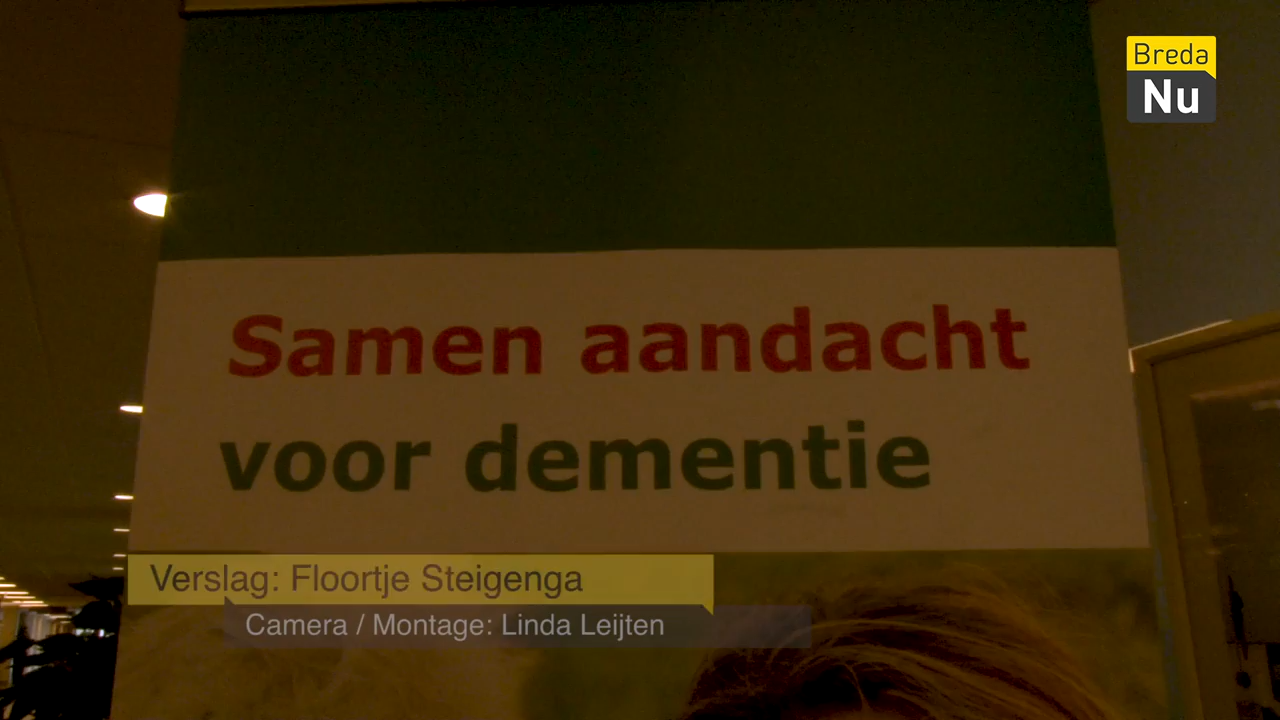 Breda
Nu
Samen aandacht
voor dementie
Verslag: Floortje Steigenga
Camera / Montage: Linda Leijten